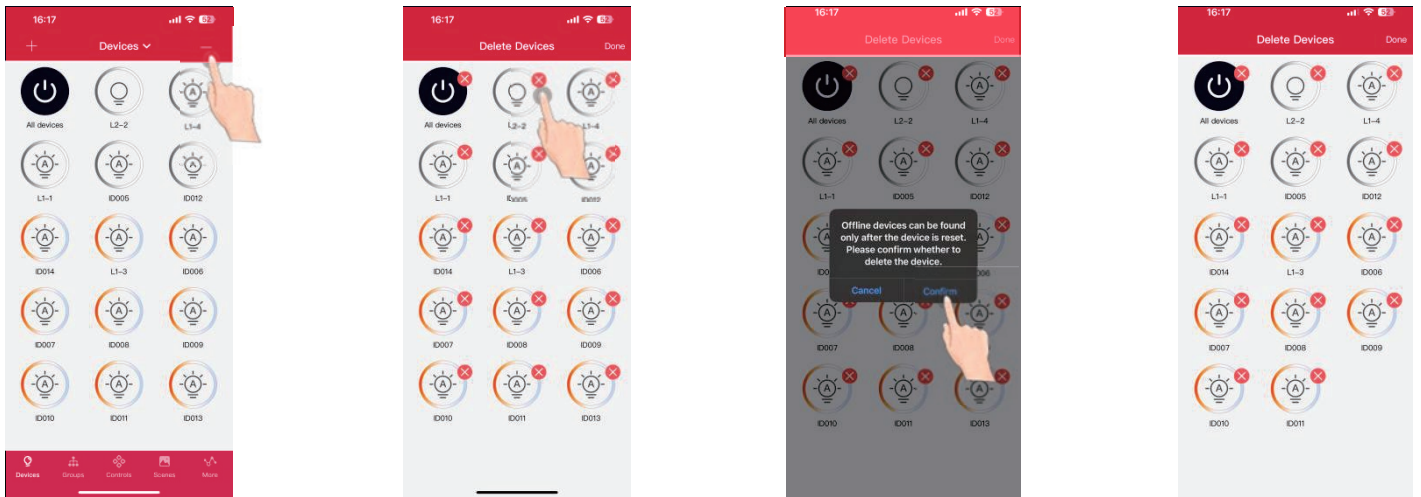 16:17
Devices
All devices L2-2 L1-4
L1-1 ID005 ID012
ID014 L1-3 ID006
ID007 ID008 ID009
ID010 ID011 ID013
Devices Groups Controls Scenes More
16:17
Delete Devices Done
All devices L2-2 L1-4
L1-1 ID005 ID012
ID014 L1-3 ID006
ID007 ID008 ID009
ID010 ID011 ID013
16:17
Delete Devices Done
All devices L2-2 L1-4
L1-1 ID005 ID012
Offline devices can be found
only after the device is reset.
Please confirm whether to
delete the device.
Cancel Confirm
ID007 ID008 ID009
ID010 ID011 ID013
16:17
Delete Devices Done
All devices L2-2 L1-4
L1-1 ID005 ID012
ID014 L1-3 ID006
ID007 ID008 ID009
ID010 ID011